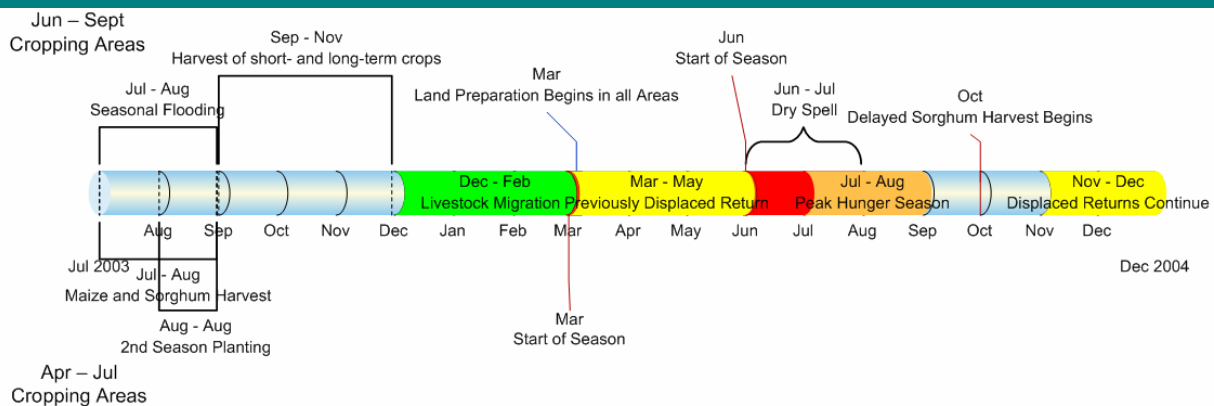 Jun – Sept
Cropping Areas
Sep - Nov
Harvest of short- and long-term crops
Jul - Aug
Seasonal Flooding
Mar
Land Preparation Begins in all Areas
Jun
Start of Season
Jun - Jul
Dry Spell
Oct
Delayed Sorghum Harvest Begins
Dec - Feb
Livestock Migration
Mar - May
Previously Displaced Return
Jul - Aug
Peak Hunger Season
Nov - Dec
Displaced Returns Continue
Aug Sep Oct Nov Dec Jan Feb Mar Apr May Jun Jul Aug Sep Oct Nov Dec
Jul 2003
Dec 2004
Jul - Aug
Maize and Sorghum Harvest
Aug - Aug
2nd Season Planting
Mar
Start of Season
Apr – Jul
Cropping Areas